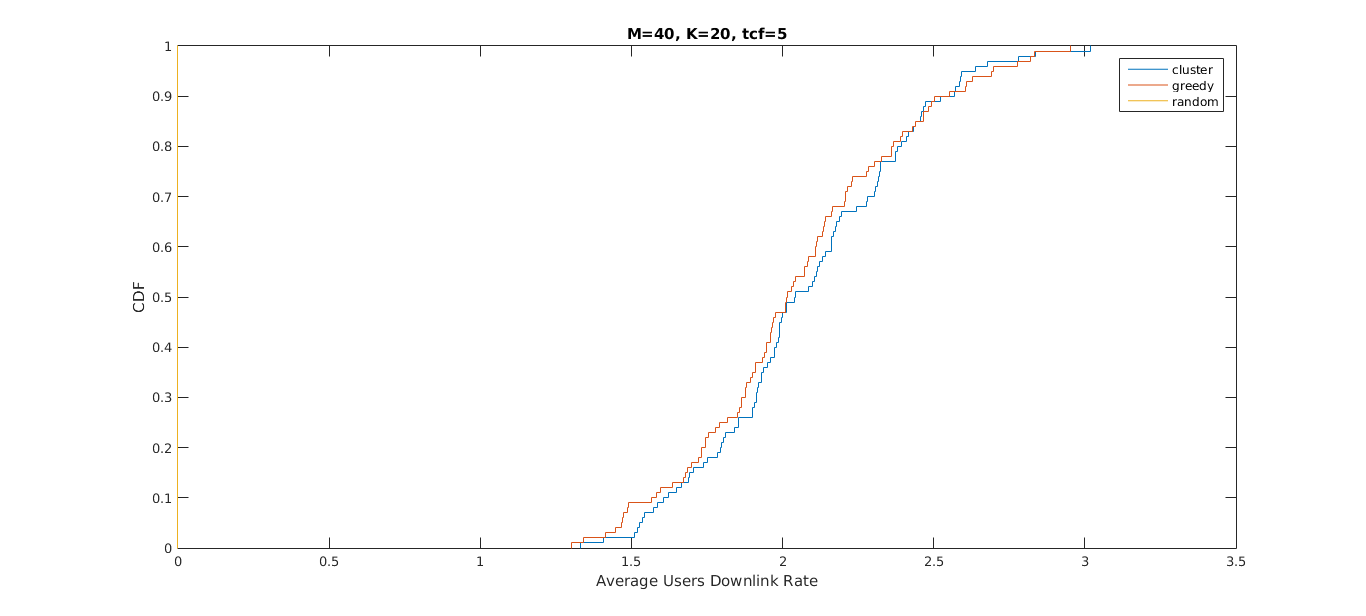 M=40, K=20, tcf=5
1
0.9
0.8
0.7
0.6
0.5
0.4
0.3
0.2
0.1
0
CDF
cluster
greedy
random
0 0.5 1 1.5 2 2.5 3 3.5
Average Users Downlink Rate